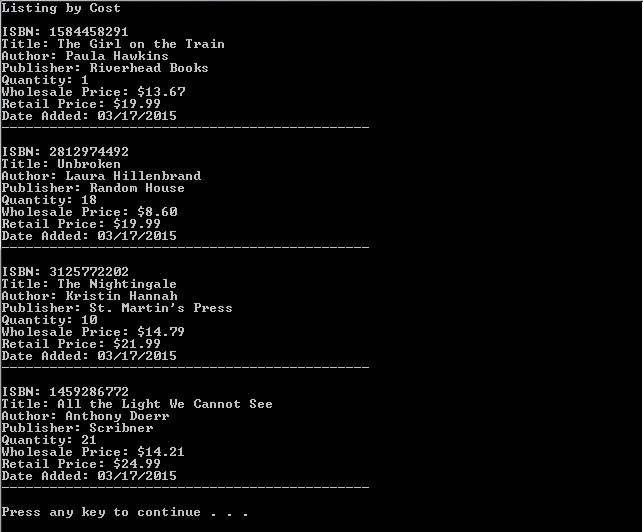 Listing by Cost
ISBN: 1584458291
Title: The Girl on the Train
Author: Paula Hawkins
Publisher: Riverhead Books
Quantity: 1
Wholesale Price: $13.67
Retail Price: $19.99
Date Added: 03/17/2015
----------------------------------------------
ISBN: 2812974492
Title: Unbroken
Author: Laura Hillenbrand
Publisher: Random House
Quantity: 18
Wholesale Price: $8.60
Retail Price: $19.99
Date Added: 03/17/2015
----------------------------------------------
ISBN: 3125772202
Title: The Nightingale
Author: Kristin Hannah
Publisher: St. Martin's Press
Quantity: 10
Wholesale Price: $14.79
Retail Price: $21.99
Date Added: 03/17/2015
----------------------------------------------
ISBN: 1459286772
Title: All the Light We Cannot See
Author: Anthony Doerr
Publisher: Scribner
Quantity: 21
Wholesale Price: $14.21
Retail Price: $24.99
Date Added: 03/17/2015
----------------------------------------------
Press any key to continue . . .